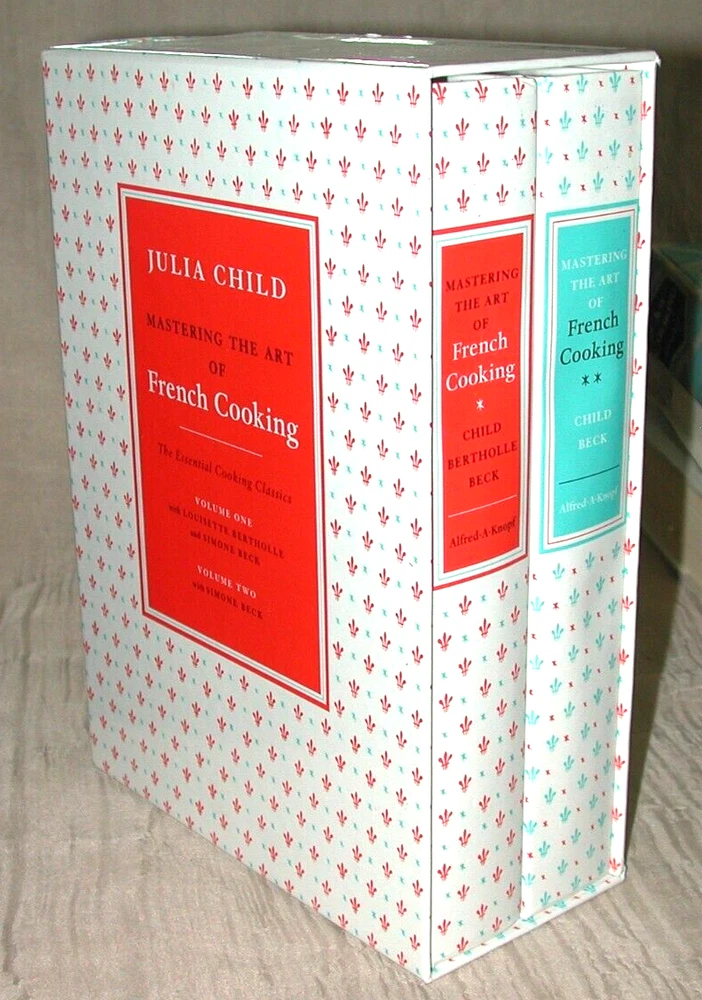 JULIA CHILD
MASTERING THE ART
OF
French Cooking
The Essential Cooking Classics
VOLUME ONE
with LOUISETTE BERTHOLLE
and SIMONE BECK
VOLUME TWO
with SIMONE BECK
MASTERING
THE ART
OF
French
Cooking
*
CHILD
BERTHOLLE
BECK
Alfred·A·Knopf
MASTERING
THE ART
OF
French
Cooking
**
CHILD
BECK
Alfred·A·Knopf